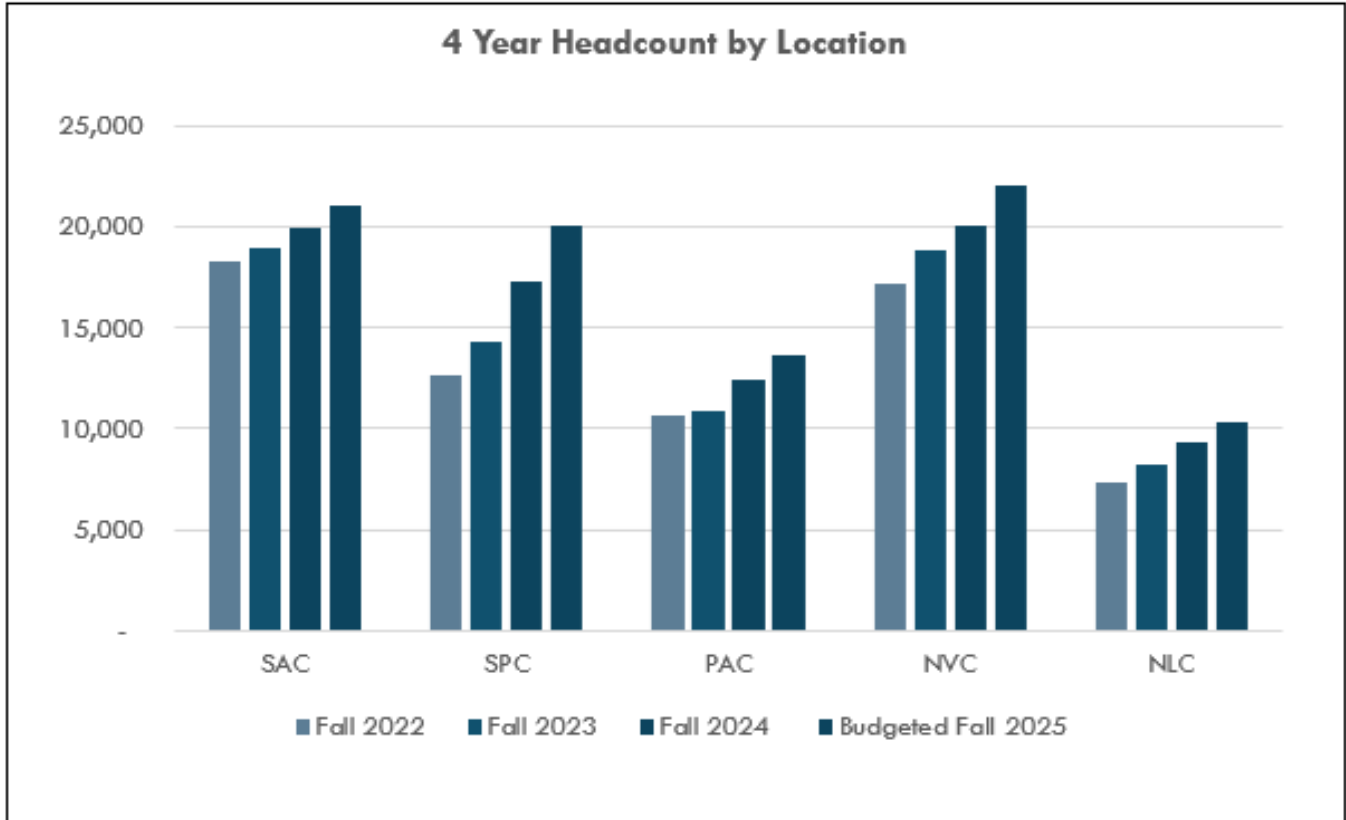 4 Year Headcount by Location
25,000
20,000
15,000
10,000
5,000
-
SAC SPC PAC NVC NLC
Fall 2022 Fall 2023 Fall 2024 Budgeted Fall 2025